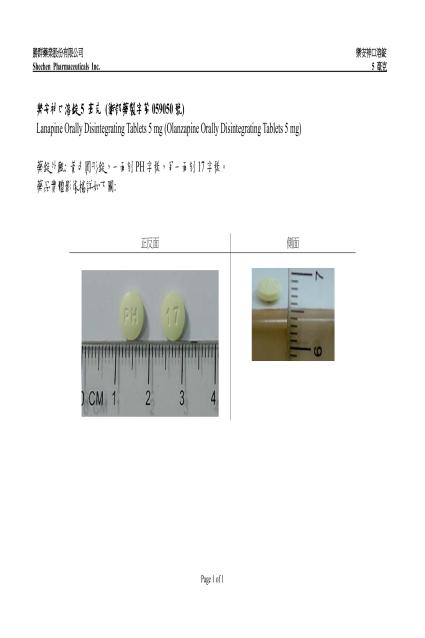 鵬群藥業股份有限公司 樂安神口溶錠
Shechen Pharmaceuticals Inc. 5 毫克
樂安神口溶錠 5 毫克 (衛部藥製字第 059050 號)
Lanapine Orally Disintegrating Tablets 5 mg (Olanzapine Orally Disintegrating Tablets 5 mg)
藥錠外觀: 黃色圓形錠，一面刻 PH 字樣，另一面刻 17 字樣。
藥品實體影像標註如下圖:
正反面 側面
PH 17
0 CM 1 2 3 4
7
6
Page 1 of 1